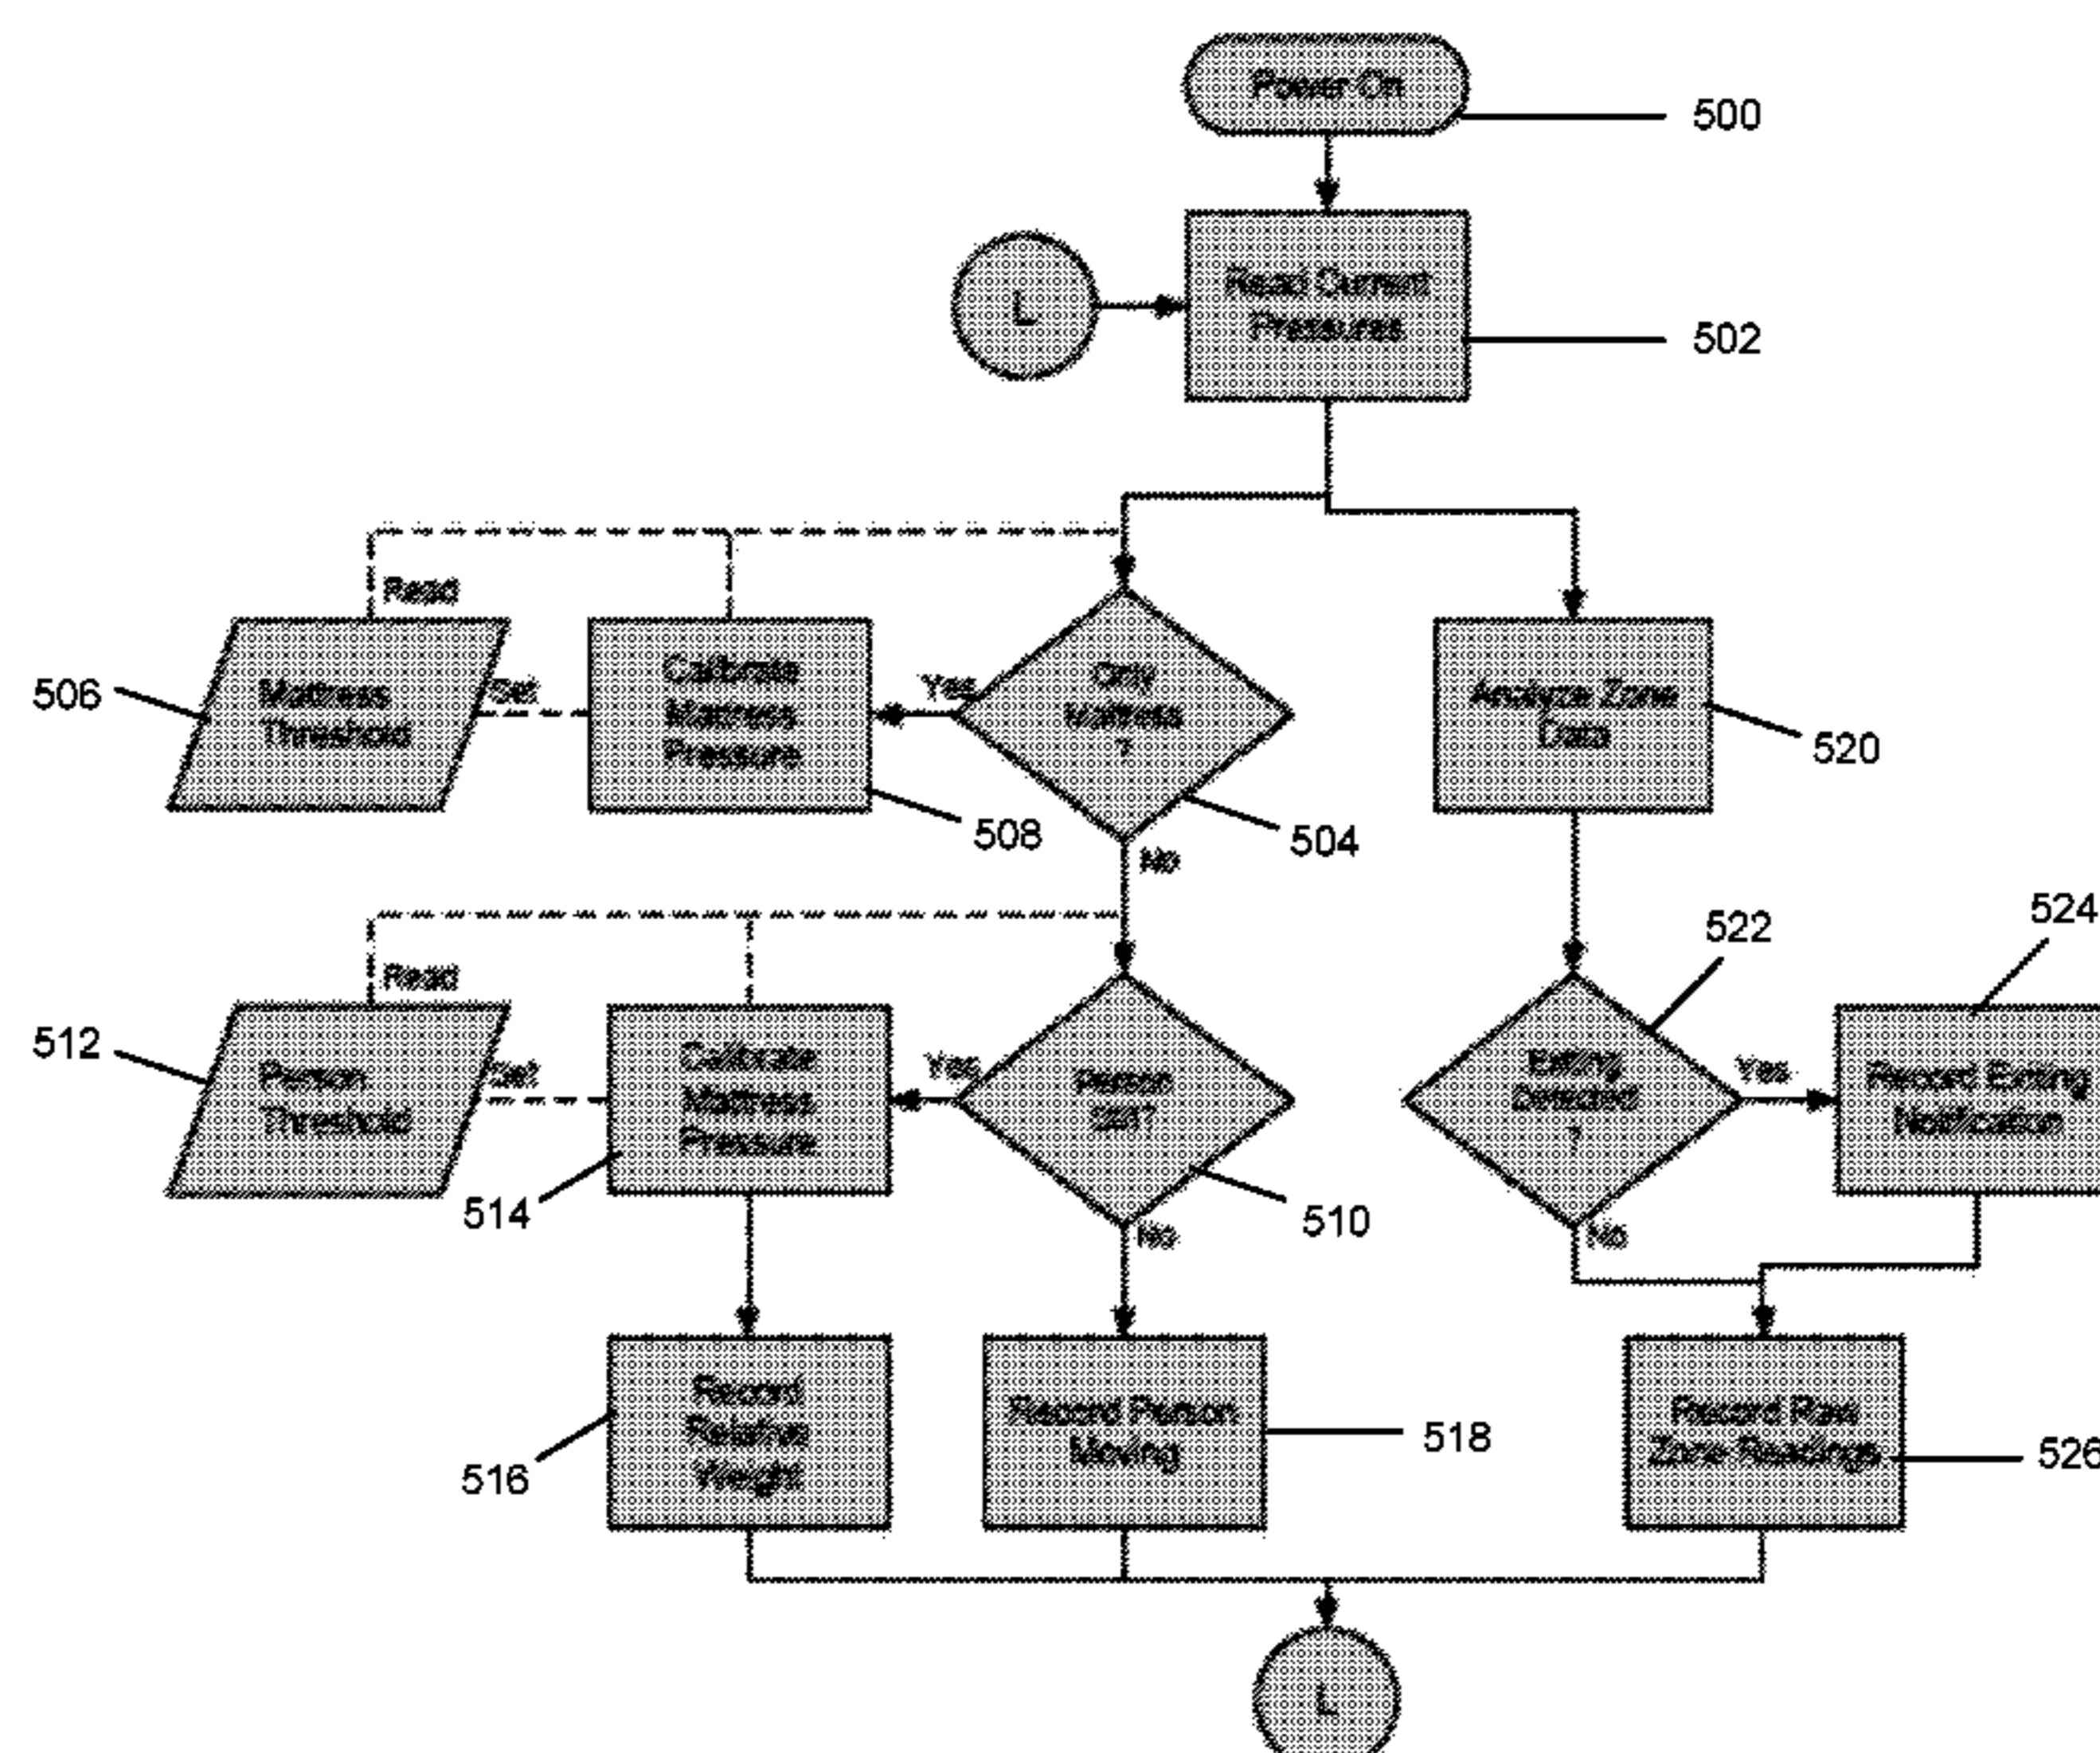 Power On
500
Read Current
Pressures
502
L
Read
Mattress
Threshold
506
Set
Calibrate
Mattress
Pressure
508
Yes
Only
Mattress
?
504
No
Analyze Zone
Data
520
Read
Person
Threshold
512
Set
Calibrate
Mattress
Pressure
514
Yes
Person
Still?
510
No
Exiting
Detected
?
522
Yes
No
Record Exiting
Notification
524
Record
Relative
Weight
516
Record Person
Moving
518
Record Raw
Zone Readings
526
L